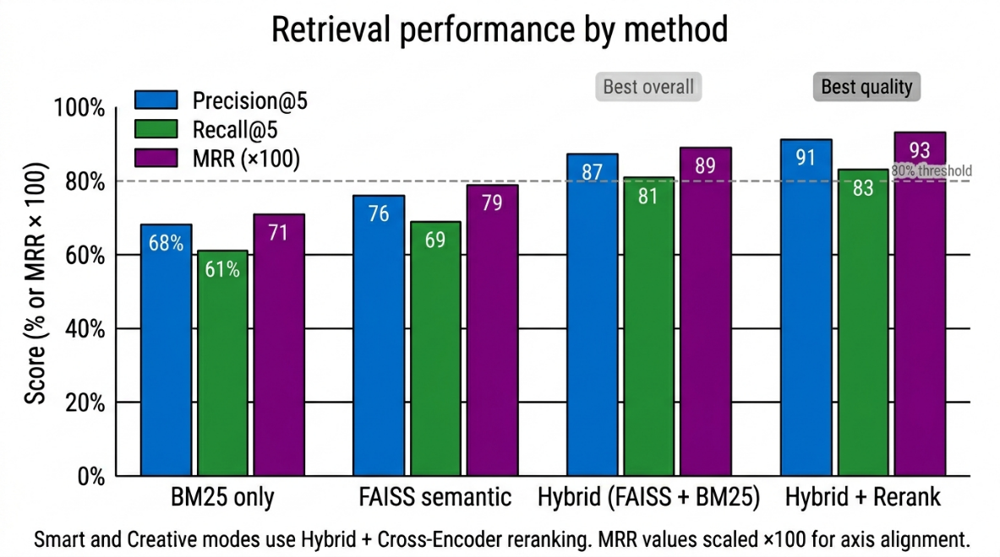 Retrieval performance by method
Best overall
Best quality
Precision@5
Recall@5
MRR (×100)
Score (% or MRR × 100)
100%
80%
60%
40%
20%
0%
80% threshold
68%
61%
71
76
69
79
87
81
89
91
83
93
BM25 only
FAISS semantic
Hybrid (FAISS + BM25)
Hybrid + Rerank
Smart and Creative modes use Hybrid + Cross-Encoder reranking. MRR values scaled ×100 for axis alignment.